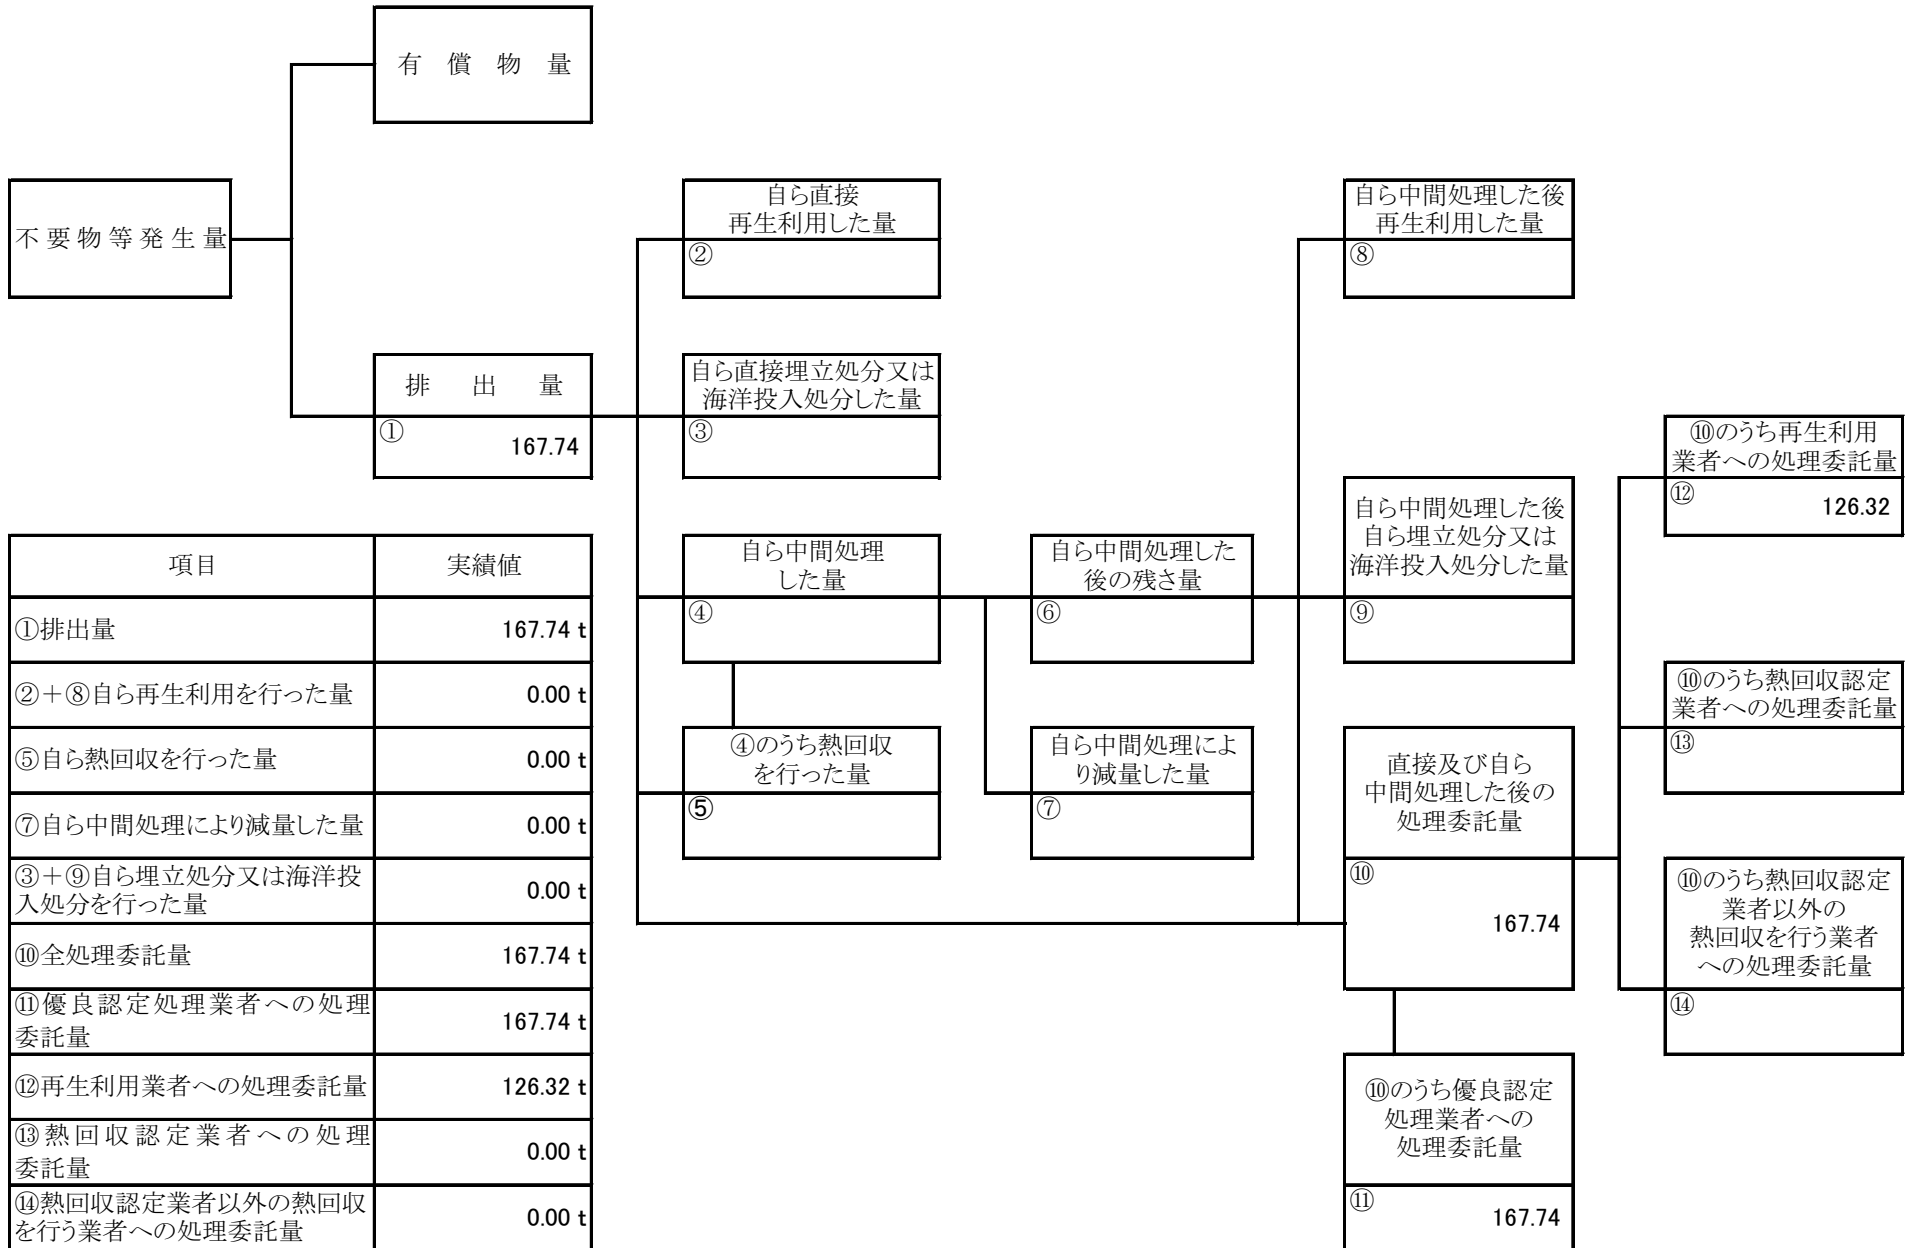 有償物量
不要物等発生量
排出量
① 167.74
自ら直接
再生利用した量
②
自ら直接埋立処分又は
海洋投入処分した量
③
自ら中間処理
した量
④
④のうち熱回収
を行った量
⑤
自ら中間処理した
後の残さ量
⑥
自ら中間処理によ
り減量した量
⑦
自ら中間処理した後
再生利用した量
⑧
自ら中間処理した後
自ら埋立処分又は
海洋投入処分した量
⑨
直接及び自ら
中間処理した後の
処理委託量
⑩
167.74
⑩のうち優良認定
処理業者への
処理委託量
⑪
167.74
⑩のうち再生利用
業者への処理委託量
⑫ 126.32
⑩のうち熱回収認定
業者への処理委託量
⑬
⑩のうち熱回収認定
業者以外の
熱回収を行う業者
への処理委託量
⑭
項目 実績値
①排出量 167.74 t
②＋⑧自ら再生利用を行った量 0.00 t
⑤自ら熱回収を行った量 0.00 t
⑦自ら中間処理により減量した量 0.00 t
③＋⑨自ら埋立処分又は海洋投
入処分を行った量 0.00 t
⑩全処理委託量 167.74 t
⑪優良認定処理業者への処理
委託量 167.74 t
⑫再生利用業者への処理委託量 126.32 t
⑬熱回収認定業者への処理
委託量 0.00 t
⑭熱回収認定業者以外の熱回収
を行う業者への処理委託量 0.00 t